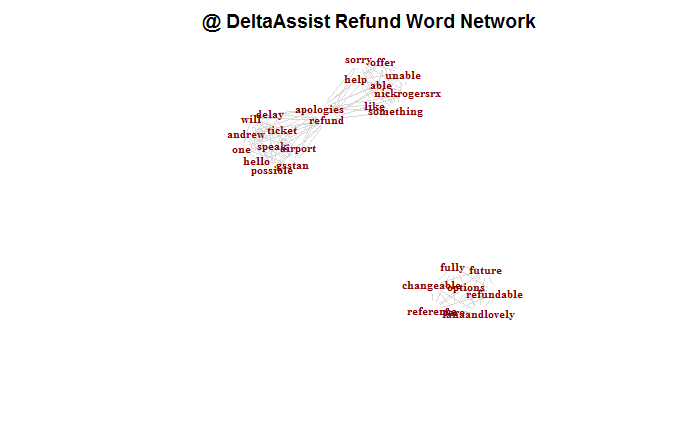 @ DeltaAssist Refund Word Network
sorry
offer
unable
help
able
nickrogersrx
apologies
like
something
delay
will
refund
ticket
andrew
speak
airport
one
hello
gsstan
possible
fully
future
changeable
options
refundable
reference